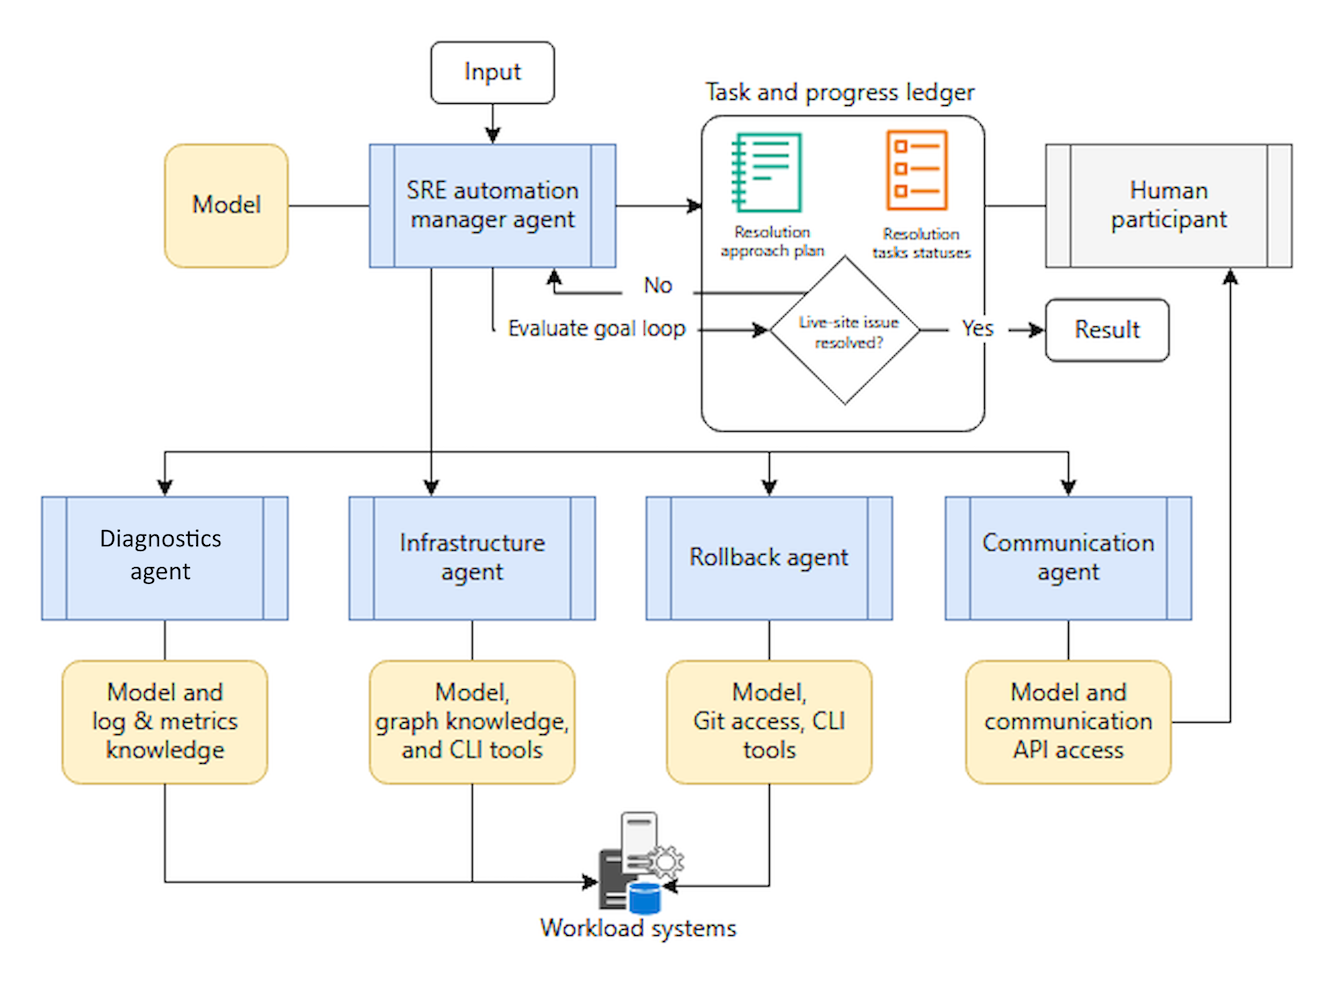 Input
Task and progress ledger
Model
SRE automation
manager agent
Resolution
approach plan
Resolution
tasks statuses
Human
participant
No
Evaluate goal loop
Live-site issue
resolved?
Yes
Result
Diagnostics
agent
Infrastructure
agent
Rollback agent
Communication
agent
Model and
log & metrics
knowledge
Model,
graph knowledge,
and CLI tools
Model,
Git access, CLI
tools
Model and
communication
API access
Workload systems